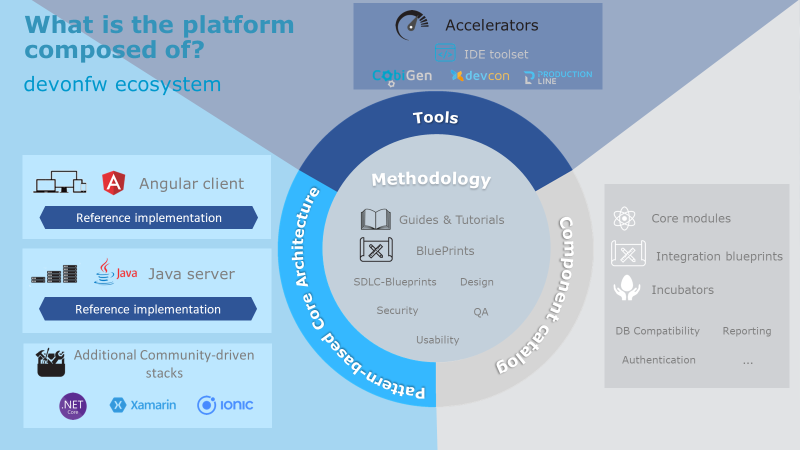 What is the platform
composed of?
devonfw ecosystem
Accelerators
IDE toolset
CobiGen
devcon
PRODUCTION
LINE
Tools
Methodology
Guides & Tutorials
BluePrints
SDLC-Blueprints
Design
Security
QA
Usability
Pattern-based Core Architecture
Component catalog
Angular client
Reference implementation
Java
Java server
Reference implementation
Additional Community-driven
stacks
.NET
Core
Xamarin
IONIC
Core modules
Integration blueprints
Incubators
DB Compatibility
Reporting
Authentication
...